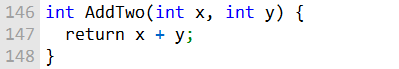 146 int AddTwo(int x, int y) {
147   return x + y;
148 }